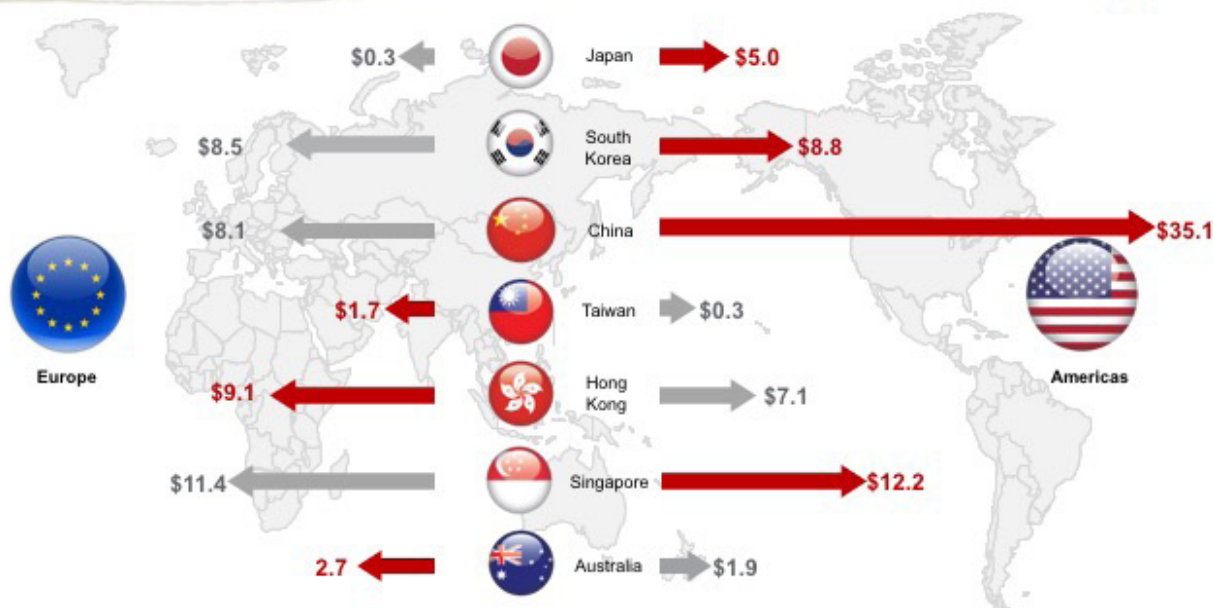 $0.3 Japan $5.0
$8.5 South Korea $8.8
$8.1 China $35.1
$1.7 Taiwan $0.3
Europe Americas
$9.1 Hong Kong $7.1
$11.4 Singapore $12.2
2.7 Australia $1.9